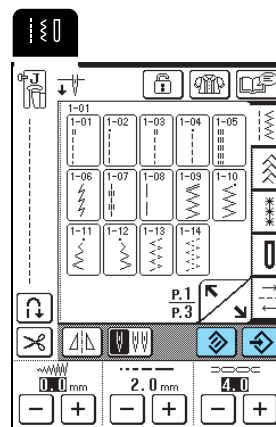 J
1-01
1-01 1-02 1-03 1-04 1-05
1-06 1-07 1-08 1-09 1-10
1-11 1-12 1-13 1-14
P.1
P.3
0.0 mm 2.0 mm 4.0
− + − + − +